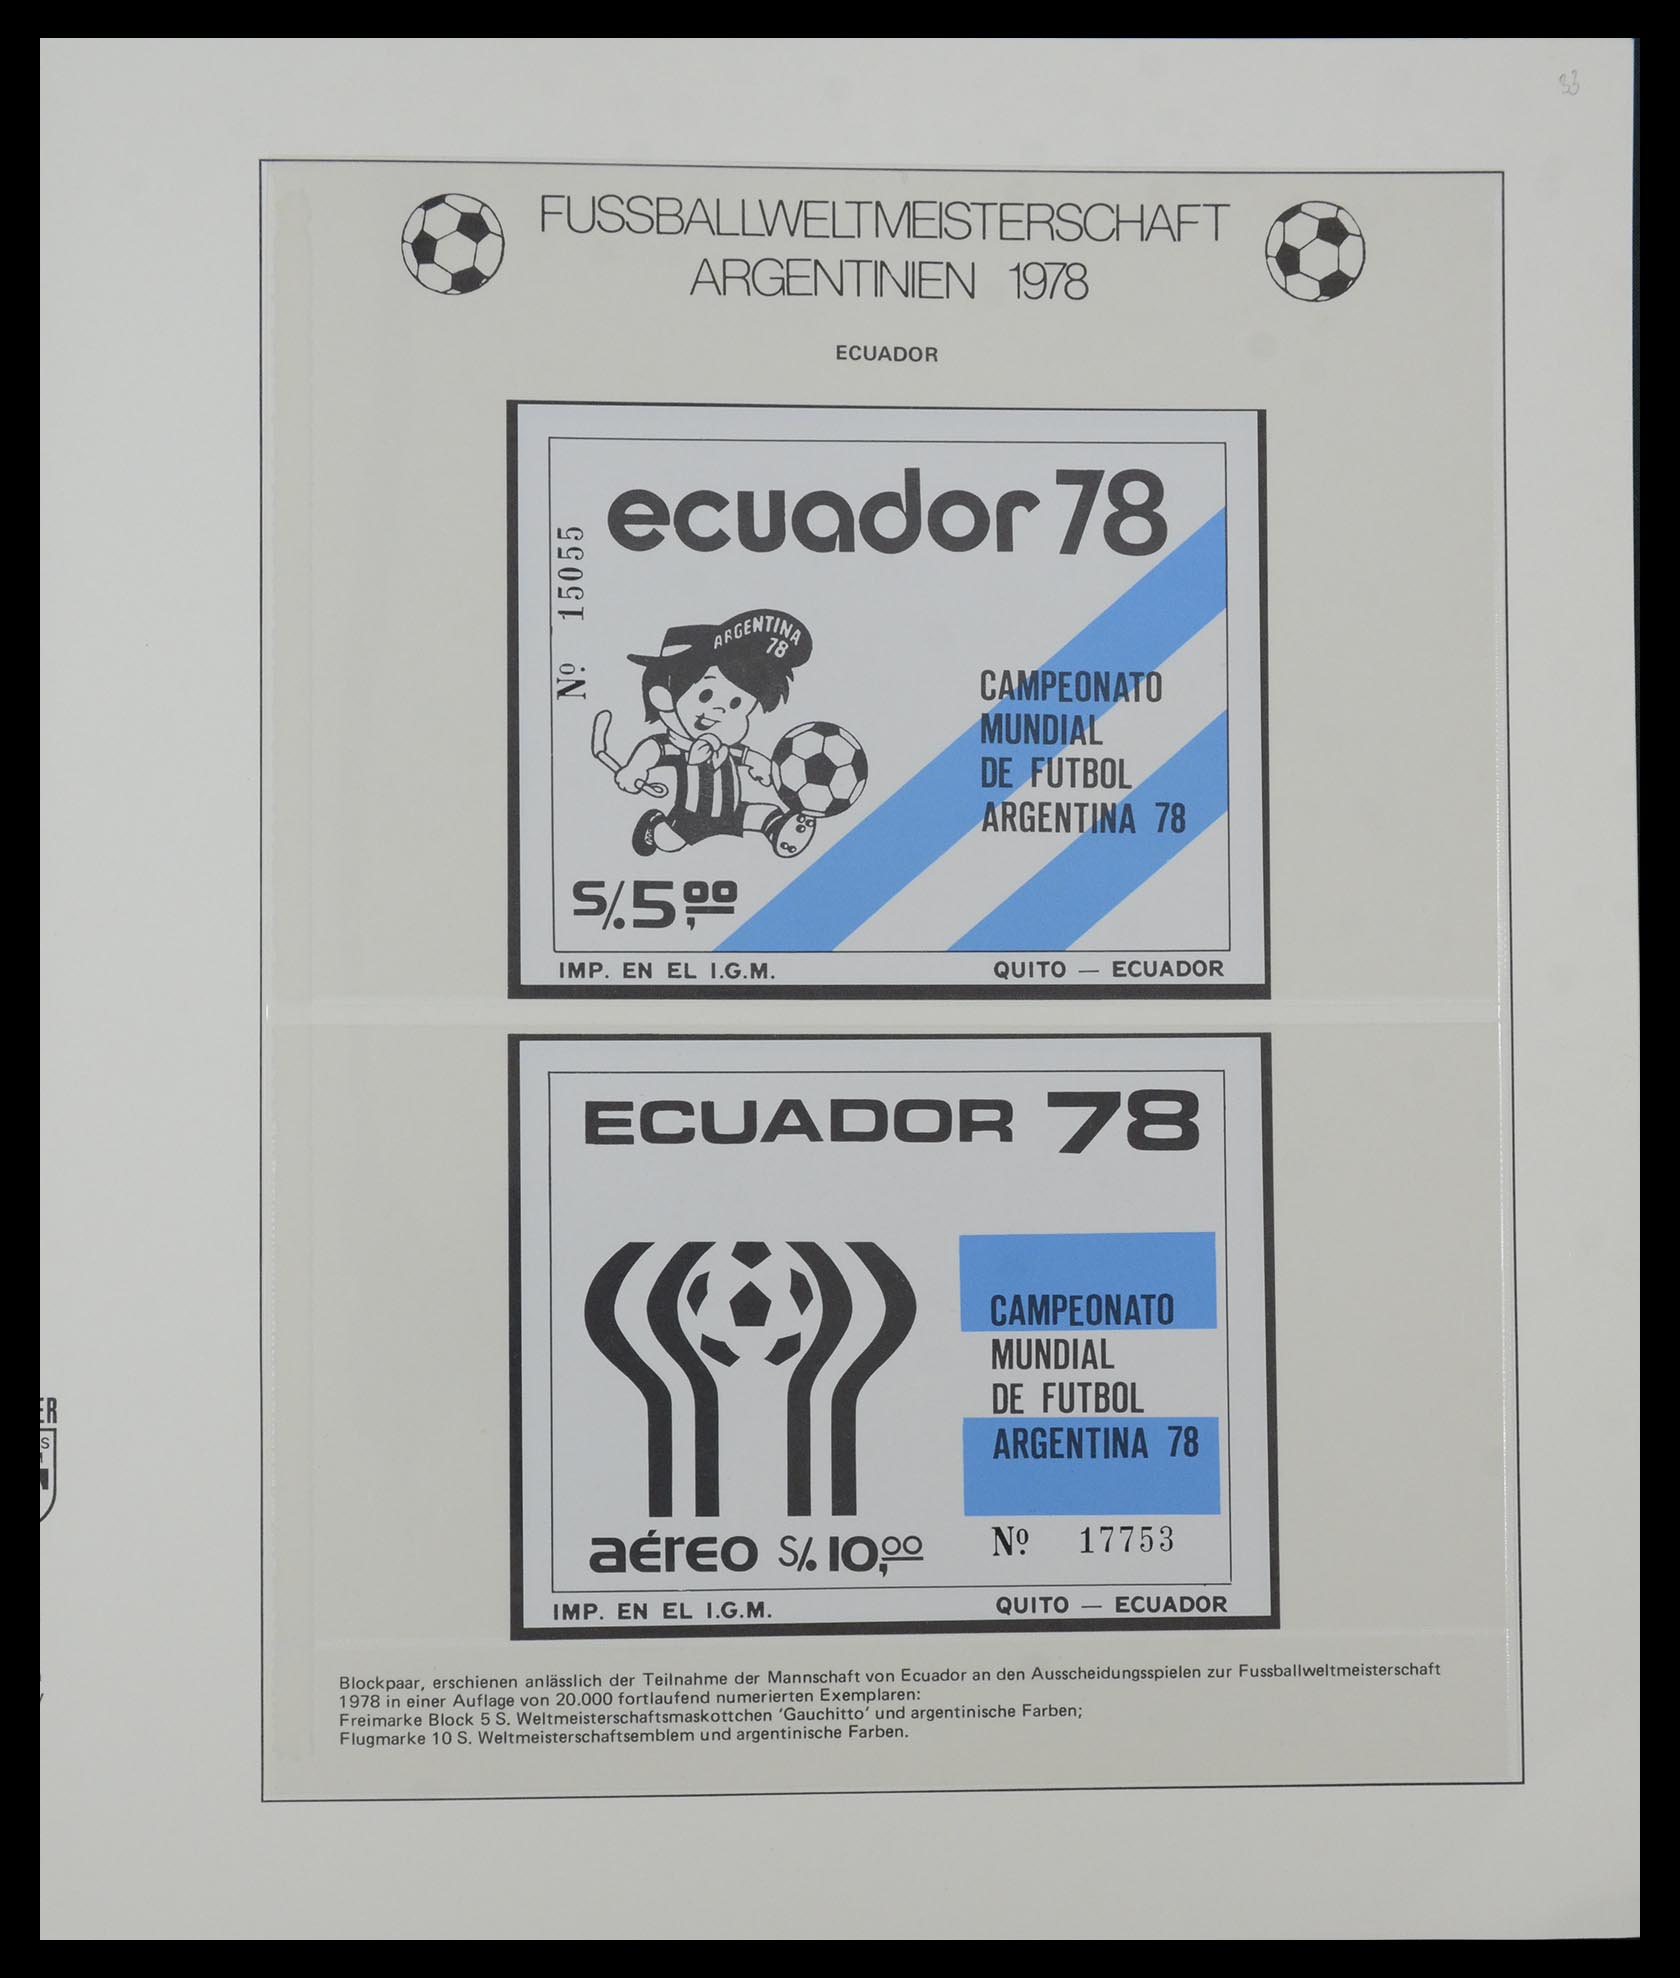 33
FUSSBALLWELTMEISTERSCHAFT
ARGENTINIEN 1978
ECUADOR
ecuador 78
Nº 15055
ARGENTINA
78
CAMPEONATO
MUNDIAL
DE FUTBOL
ARGENTINA 78
S/.5,00
IMP. EN EL I.G.M. QUITO — ECUADOR
ECUADOR 78
CAMPEONATO
MUNDIAL
DE FUTBOL
ARGENTINA 78
aéreo S/.10,00
Nº 17753
IMP. EN EL I.G.M. QUITO — ECUADOR
Blockpaar, erschienen anlässlich der Teilnahme der Mannschaft von Ecuador an den Ausscheidungsspielen zur Fussballweltmeisterschaft
1978 in einer Auflage von 20.000 fortlaufend numerierten Exemplaren:
Freimarke Block 5 S. Weltmeisterschaftsmaskottchen 'Gauchitto' und argentinische Farben;
Flugmarke 10 S. Weltmeisterschaftsemblem und argentinische Farben.